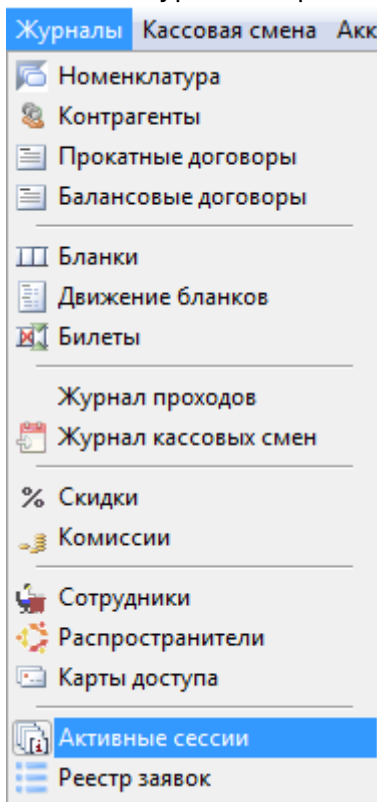 Журналы Кассовая смена Акк
Номенклатура
Контрагенты
Прокатные договоры
Балансовые договоры
Бланки
Движение бланков
Билеты
Журнал проходов
Журнал кассовых смен
% Скидки
Комиссии
Сотрудники
Распространители
Карты доступа
Активные сессии
Реестр заявок